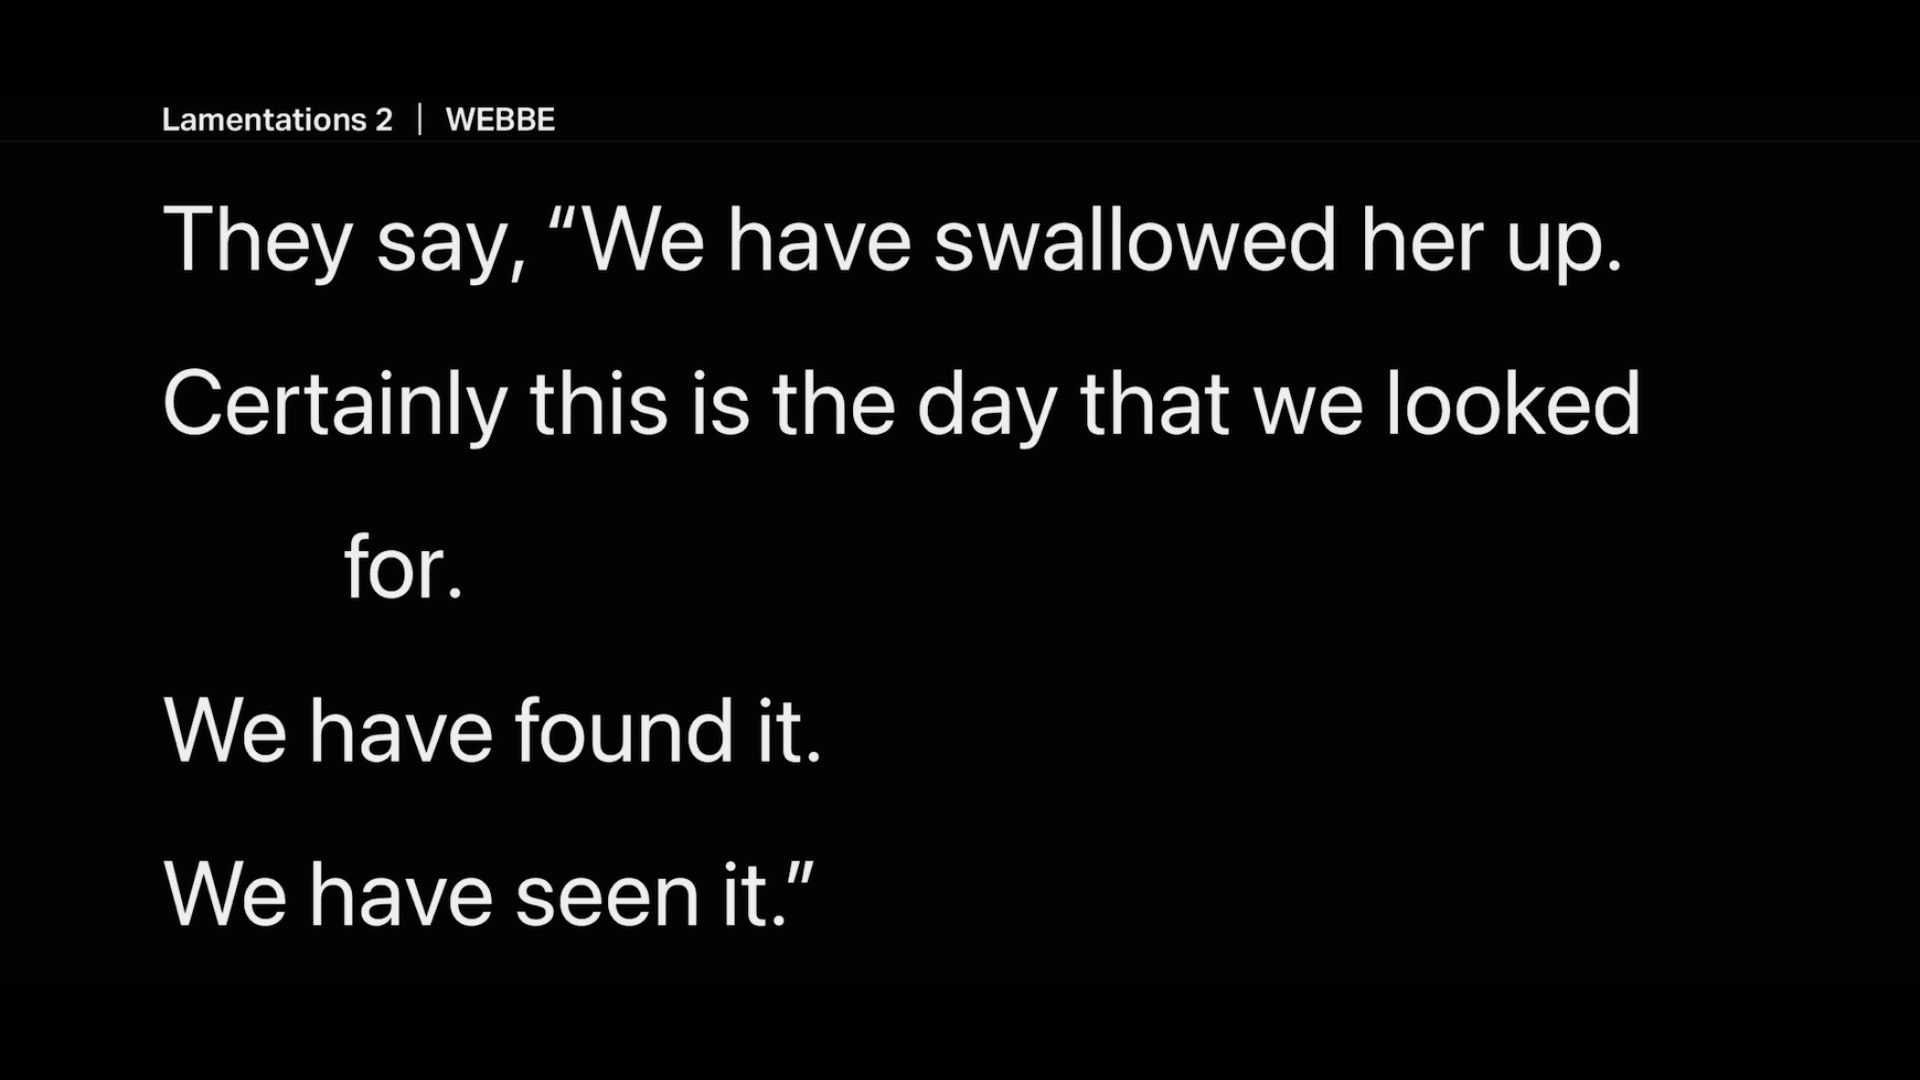 Lamentations 2 | WEBBE
They say, “We have swallowed her up.
Certainly this is the day that we looked
for.
We have found it.
We have seen it.”